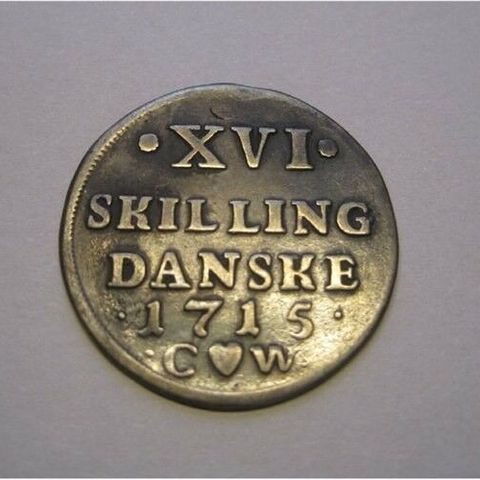 • XVI •
SKILLING
DANSKE
· 1715 ·
· C♥W